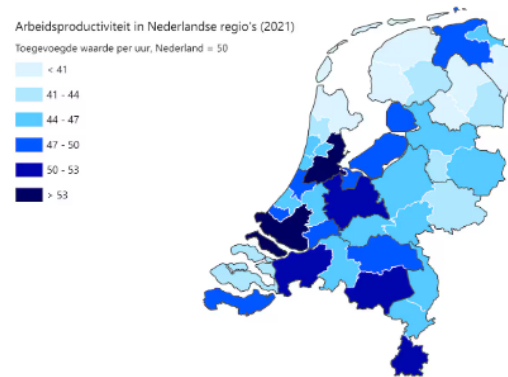 Arbeidsproductiviteit in Nederlandse regio's (2021)
Toegevoegde waarde per uur, Nederland = 50
< 41
41 - 44
44 - 47
47 - 50
50 - 53
> 53